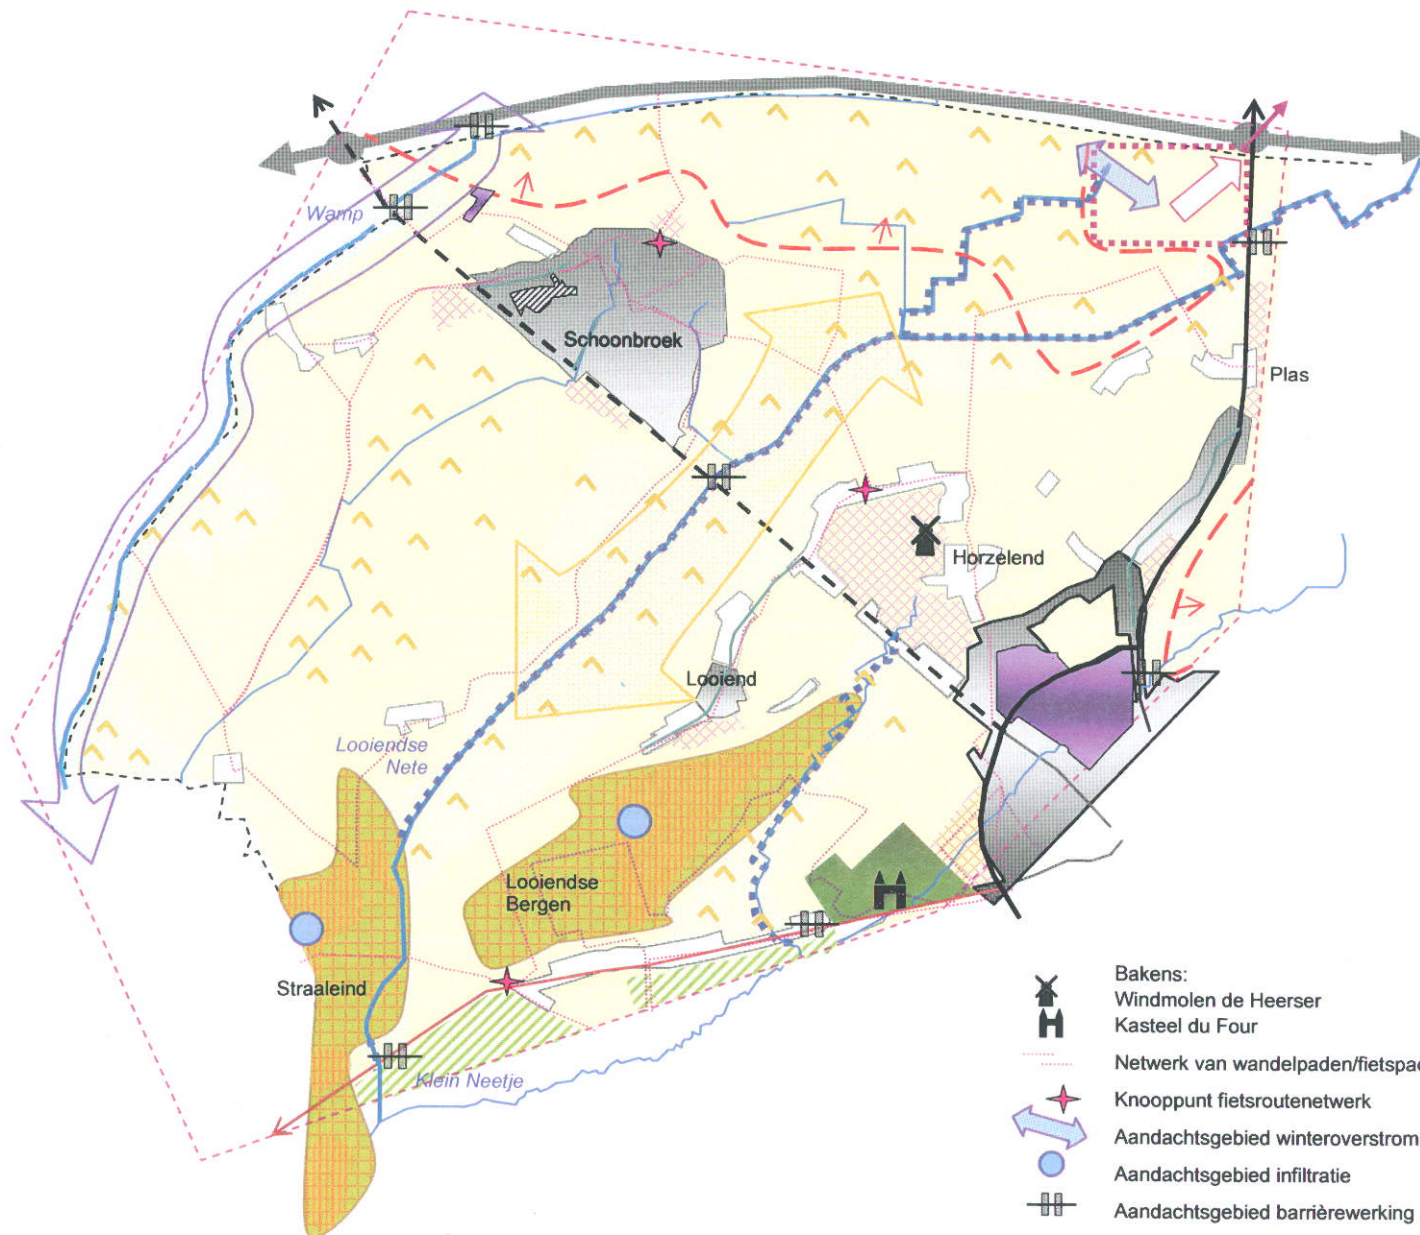 Wamp
Schoonbroek
Plas
Horzelend
Looiend
Looiendse
Nete
Looiendse
Bergen
Straaleind
Klein Neetje
Bakens:
Windmolen de Heerser
Kasteel du Four
Netwerk van wandelpaden/fietspa
Knooppunt fietsroutenetwerk
Aandachtsgebied winteroverstrom
Aandachtsgebied infiltratie
Aandachtsgebied barrièrewerking